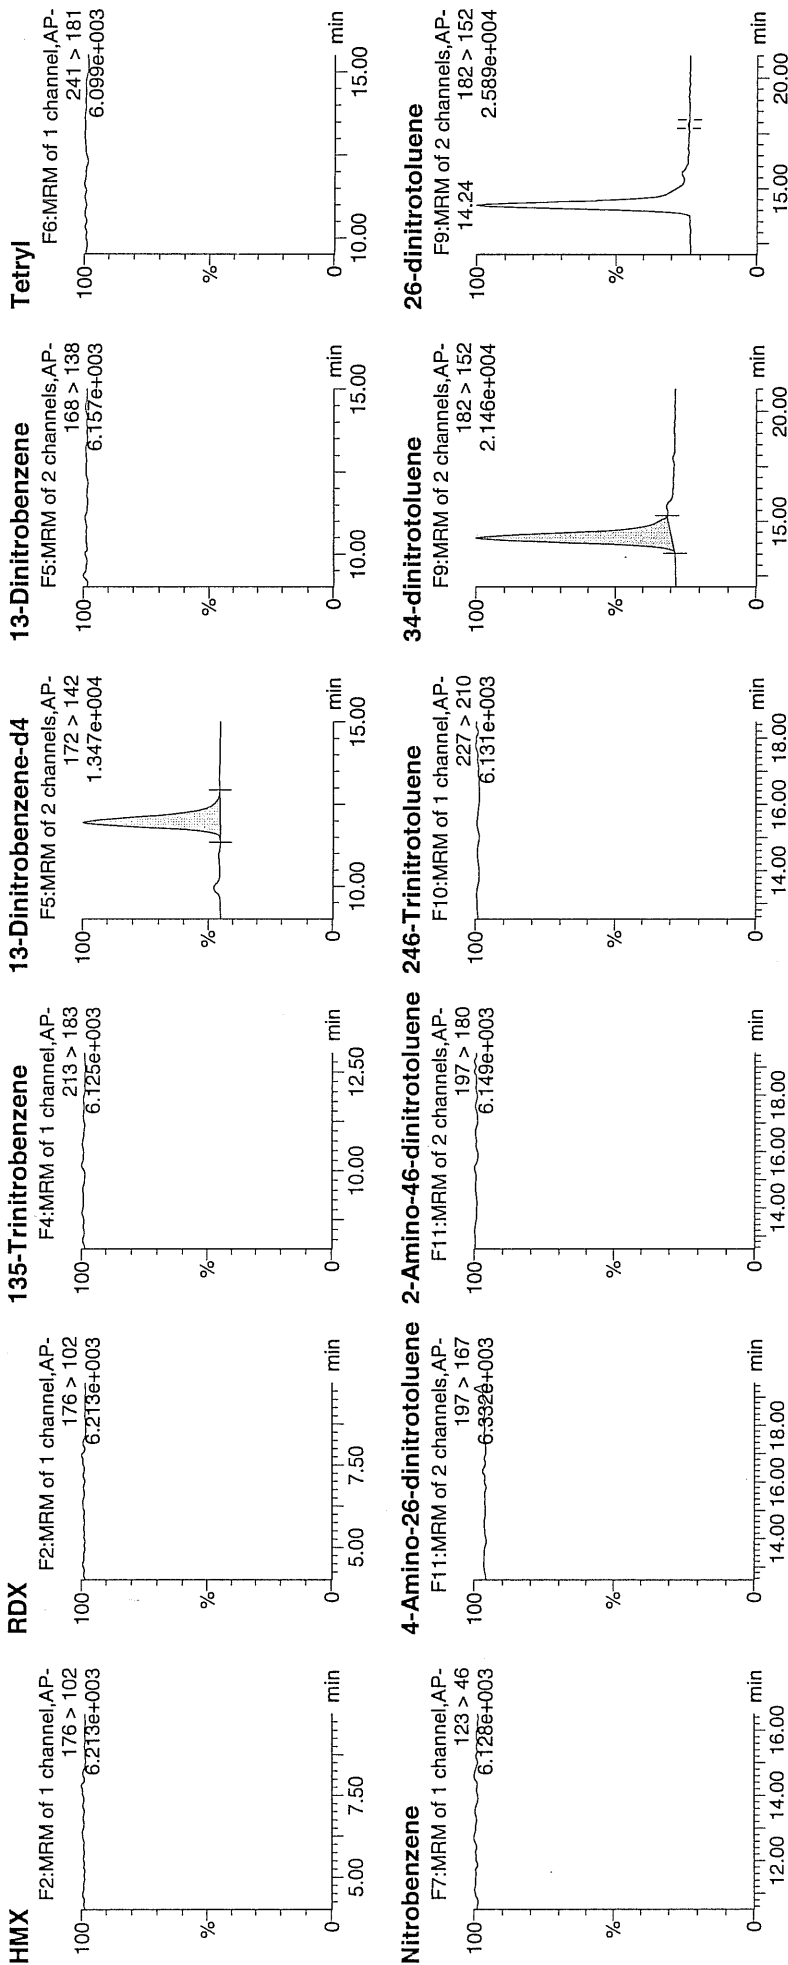 HMX
F2:MRM of 1 channel,AP-
176 > 102
6.213e+003
100
%
0
5.00 7.50 min
RDX
F2:MRM of 1 channel,AP-
176 > 102
6.213e+003
100
%
0
5.00 7.50 min
135-Trinitrobenzene
F4:MRM of 1 channel,AP-
213 > 183
6.125e+003
100
%
0
10.00 12.50 min
13-Dinitrobenzene-d4
F5:MRM of 2 channels,AP-
172 > 142
1.347e+004
100
%
0
10.00 15.00 min
13-Dinitrobenzene
F5:MRM of 2 channels,AP-
168 > 138
6.157e+003
100
%
0
10.00 15.00 min
Tetryl
F6:MRM of 1 channel,AP-
241 > 181
6.099e+003
100
%
0
10.00 15.00 min
Nitrobenzene
F7:MRM of 1 channel,AP-
123 > 46
6.128e+003
100
%
0
12.00 14.00 16.00 min
4-Amino-26-dinitrotoluene
F11:MRM of 2 channels,AP-
197 > 167
6.332e+003
100
%
0
14.00 16.00 18.00 min
2-Amino-46-dinitrotoluene
F11:MRM of 2 channels,AP-
197 > 180
6.149e+003
100
%
0
14.00 16.00 18.00 min
246-Trinitrotoluene
F10:MRM of 1 channel,AP-
227 > 210
6.131e+003
100
%
0
14.00 16.00 18.00 min
34-dinitrotoluene
F9:MRM of 2 channels,AP-
182 > 152
2.146e+004
100
%
0
15.00 20.00 min
26-dinitrotoluene
F9:MRM of 2 channels,AP-
14.24 182 > 152
2.589e+004
100
%
0
15.00 20.00 min